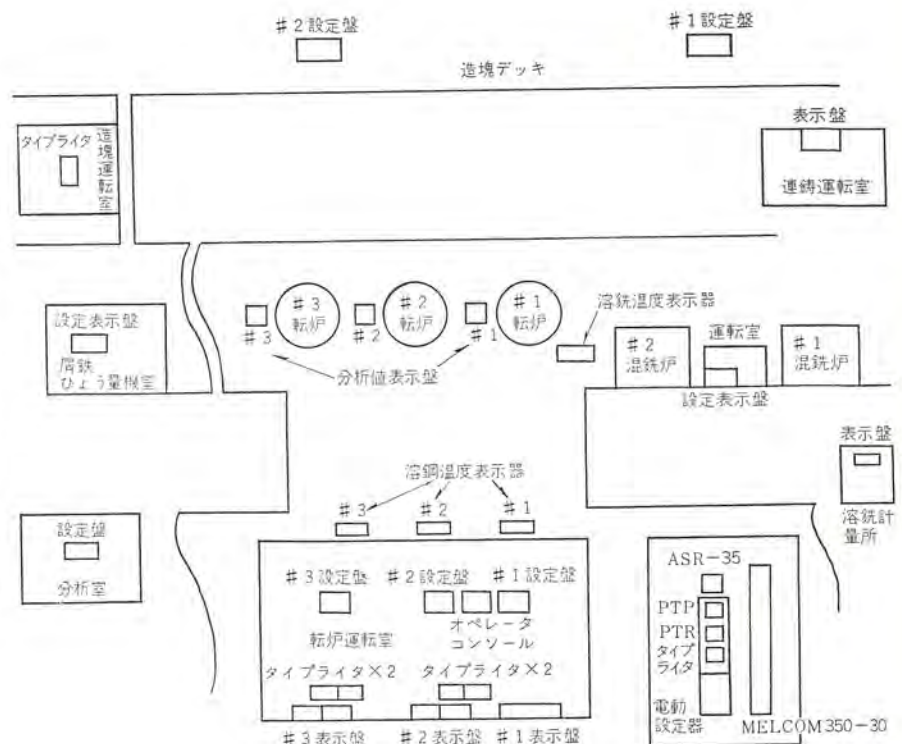 #2設定盤
#1設定盤
造塊デッキ
タイプライタ
造塊運転室
表示盤
連鋳運転室
設定表示盤
屑鉄
ひょう量機室
#3
転炉
#2
転炉
#1
転炉
#3
#2
#1
分析値表示盤
溶銑温度表示器
#2
混銑炉
運転室
#1
混銑炉
設定表示盤
表示盤
溶銑計
量所
溶鋼温度表示器
#3
#2
#1
設定盤
分析室
#3設定盤
#2設定盤
#1設定盤
転炉運転室
オペレータ
コンソール
タイプライタ×2
タイプライタ×2
#3表示盤
#2表示盤
#1表示盤
ASR-35
PTP
PTR
タイプ
ライタ
電動
設定器
MELCOM350-30